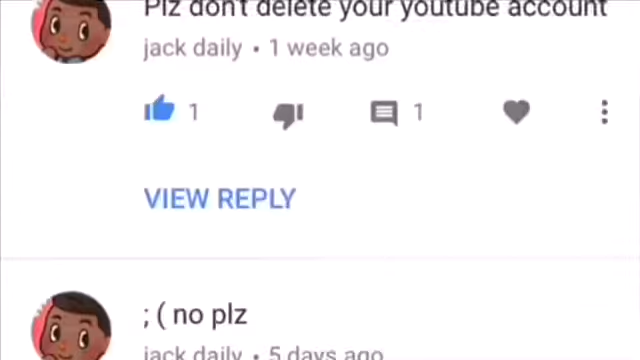 Plz don't delete your youtube account
jack daily • 1 week ago
1
1
VIEW REPLY
; ( no plz
jack daily • 5 days ago